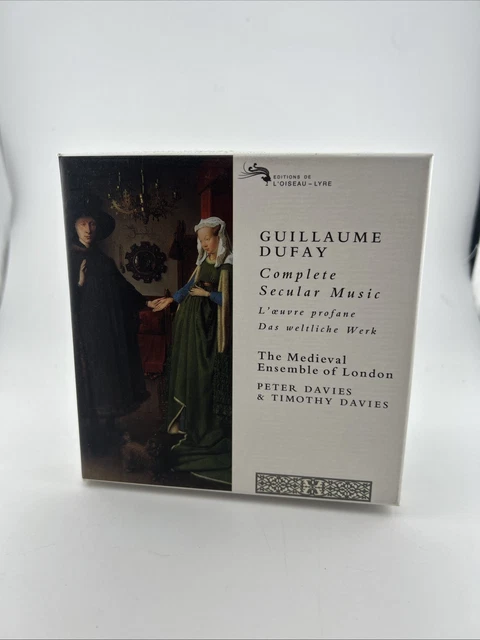 EDITIONS DE
L'OISEAU-LYRE
GUILLAUME
DUFAY
Complete
Secular Music
L'œuvre profane
Das weltliche Werk
The Medieval
Ensemble of London
PETER DAVIES
& TIMOTHY DAVIES